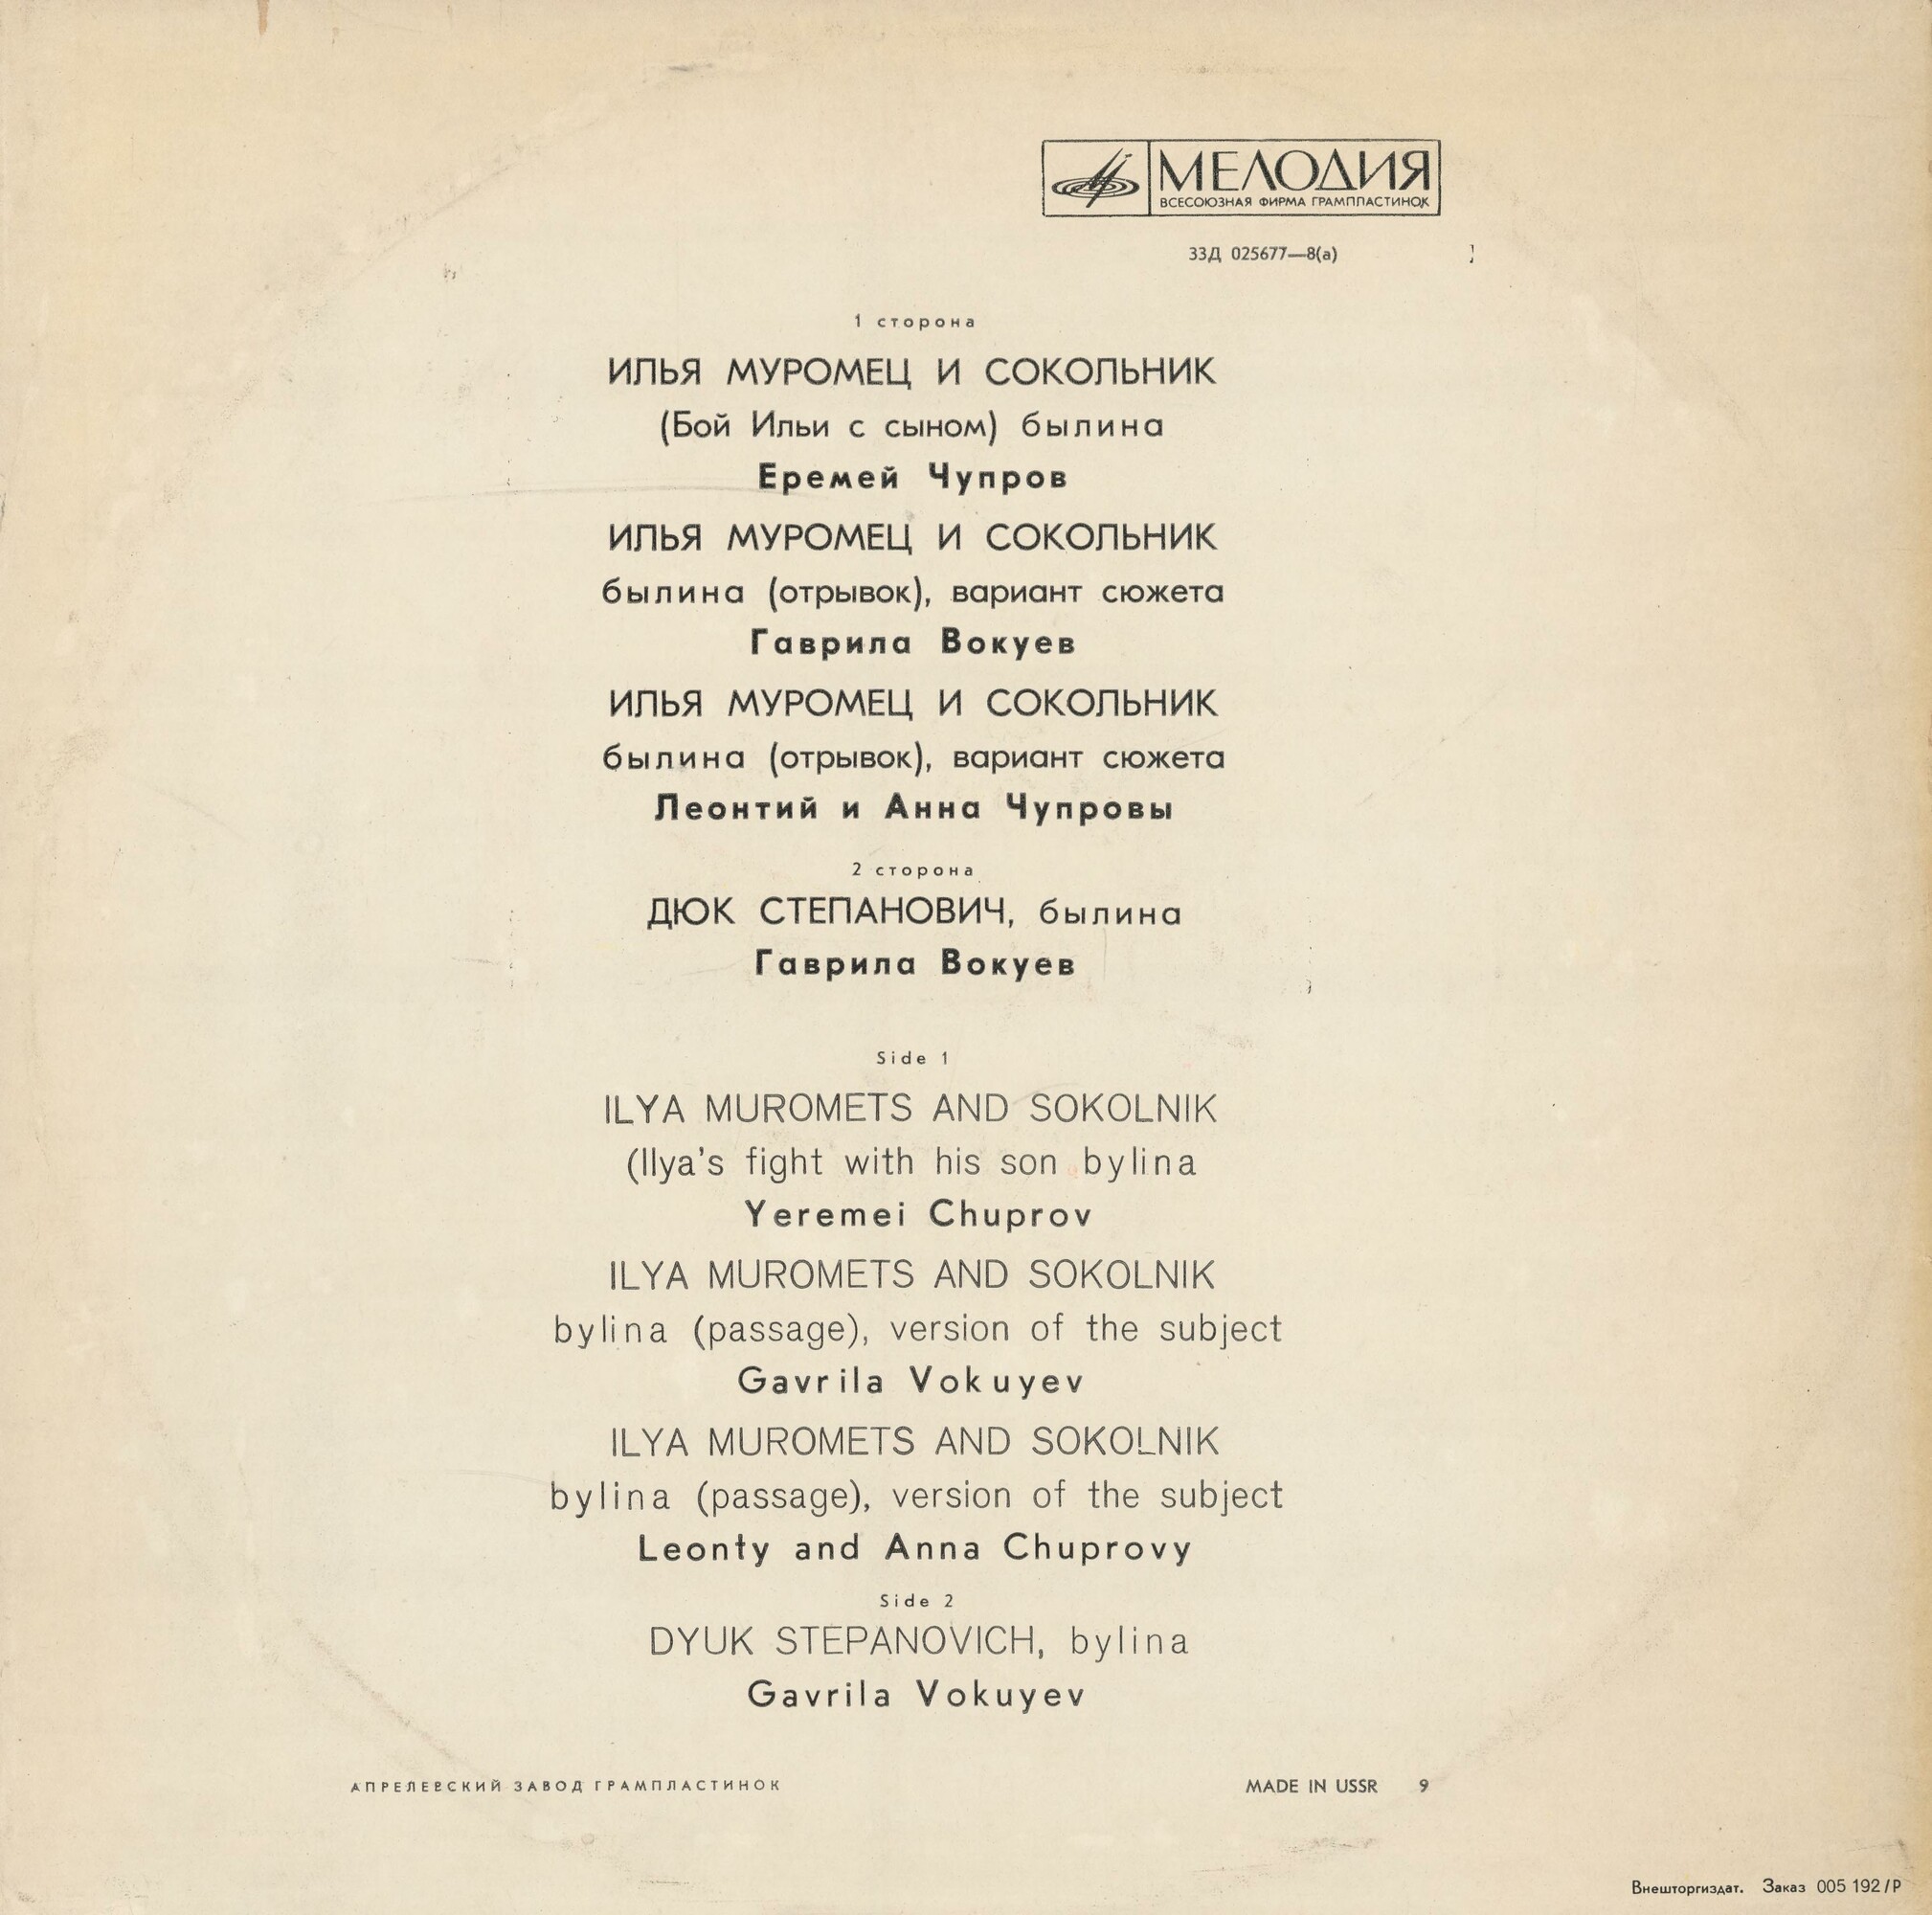 МЕЛОДИЯ
ВСЕСОЮЗНАЯ ФИРМА ГРАМПЛАСТИНОК
33Д 025677—8(а)
1 сторона
ИЛЬЯ МУРОМЕЦ И СОКОЛЬНИК
(Бой Ильи с сыном) былина
Еремей Чупров
ИЛЬЯ МУРОМЕЦ И СОКОЛЬНИК
былина (отрывок), вариант сюжета
Гаврила Вокуев
ИЛЬЯ МУРОМЕЦ И СОКОЛЬНИК
былина (отрывок), вариант сюжета
Леонтий и Анна Чупровы
2 сторона
ДЮК СТЕПАНОВИЧ, былина
Гаврила Вокуев
Side 1
ILYA MUROMETS AND SOKOLNIK
(Ilya's fight with his son bylina
Yeremei Chuprov
ILYA MUROMETS AND SOKOLNIK
bylina (passage), version of the subject
Gavrila Vokuyev
ILYA MUROMETS AND SOKOLNIK
bylina (passage), version of the subject
Leonty and Anna Chuprovy
Side 2
DYUK STEPANOVICH, bylina
Gavrila Vokuyev
АПРЕЛЕВСКИЙ ЗАВОД ГРАМПЛАСТИНОК
MADE IN USSR 9
Внешторгиздат. Заказ 005 192/Р